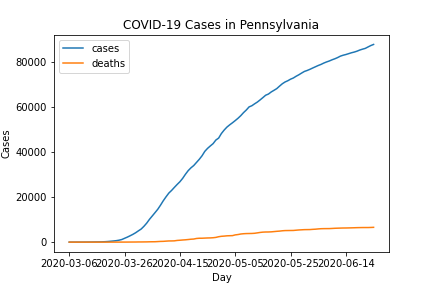 COVID-19 Cases in Pennsylvania
cases
deaths
80000
60000
40000
20000
0
Cases
2020-03-06 2020-03-26 2020-04-15 2020-05-05 2020-05-25 2020-06-14
Day